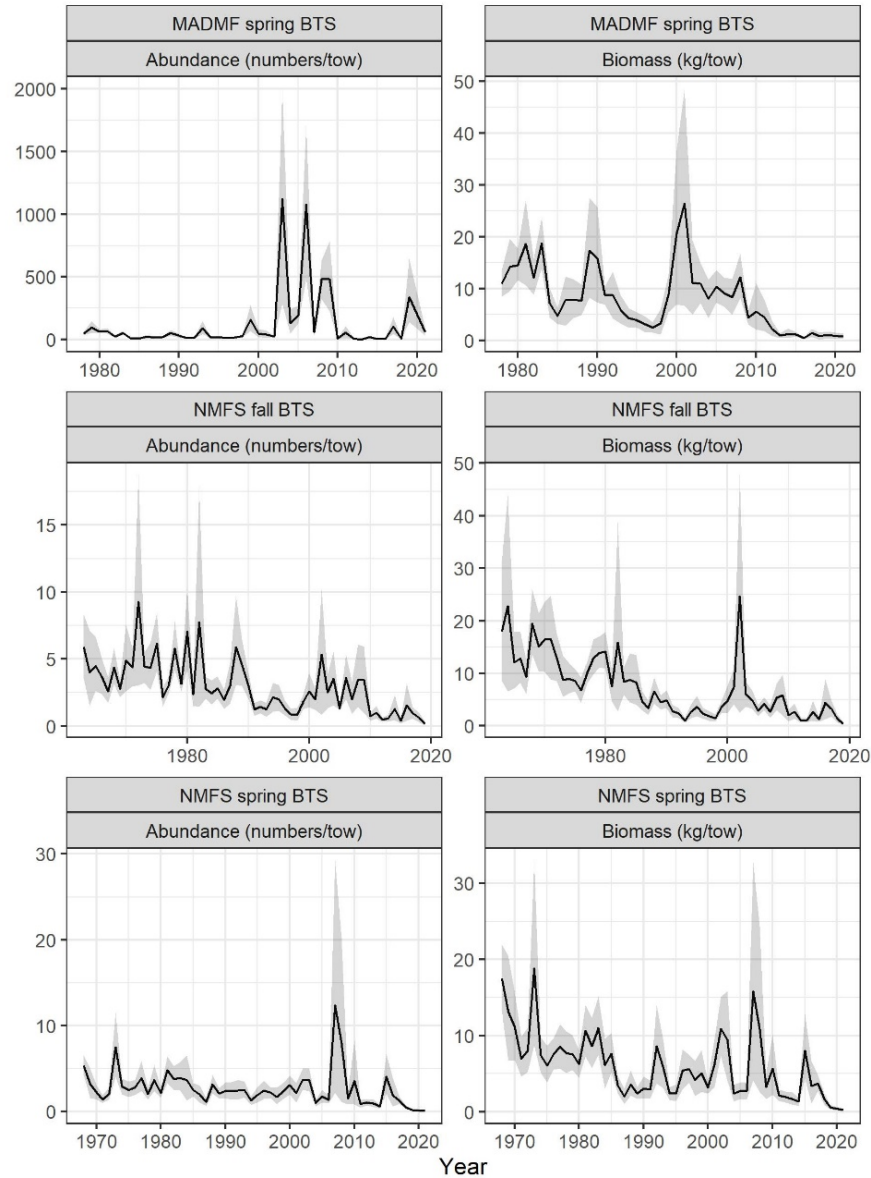 MADMF spring BTS
Abundance (numbers/tow)
2000
1500
1000
500
0
1980 1990 2000 2010 2020
MADMF spring BTS
Biomass (kg/tow)
50
40
30
20
10
0
1980 1990 2000 2010 2020
NMFS fall BTS
Abundance (numbers/tow)
15
10
5
0
1980 2000 2020
NMFS fall BTS
Biomass (kg/tow)
50
40
30
20
10
0
1980 2000 2020
NMFS spring BTS
Abundance (numbers/tow)
30
20
10
0
1970 1980 1990 2000 2010 2020
NMFS spring BTS
Biomass (kg/tow)
30
20
10
0
1970 1980 1990 2000 2010 2020
Year